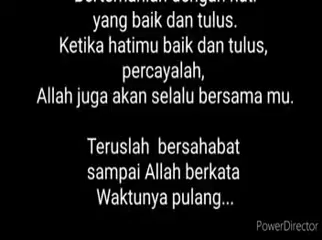 yang baik dan tulus.
Ketika hatimu baik dan tulus,
percayalah,
Allah juga akan selalu bersama mu.
Teruslah bersahabat
sampai Allah berkata
Waktunya pulang...
PowerDirector